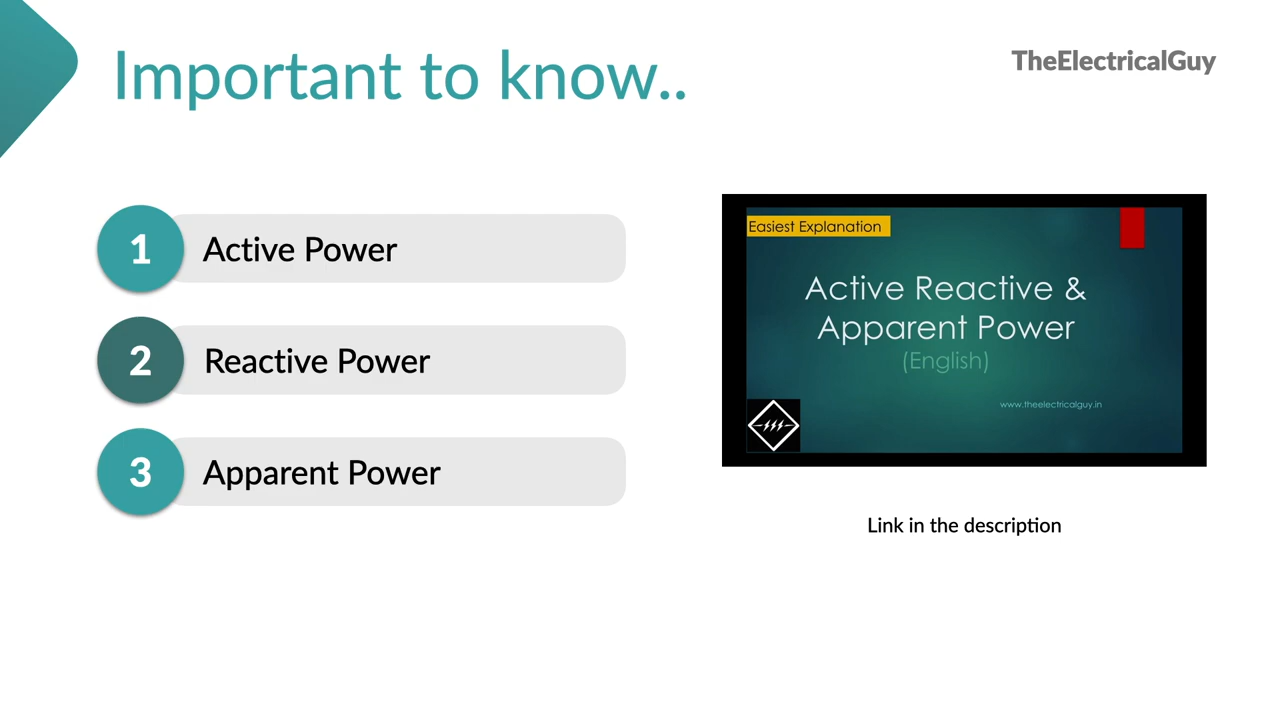 Important to know..
TheElectricalGuy
1
Active Power
2
Reactive Power
3
Apparent Power
Easiest Explanation
Active Reactive &
Apparent Power
(English)
www.theelectricalguy.in
Link in the description